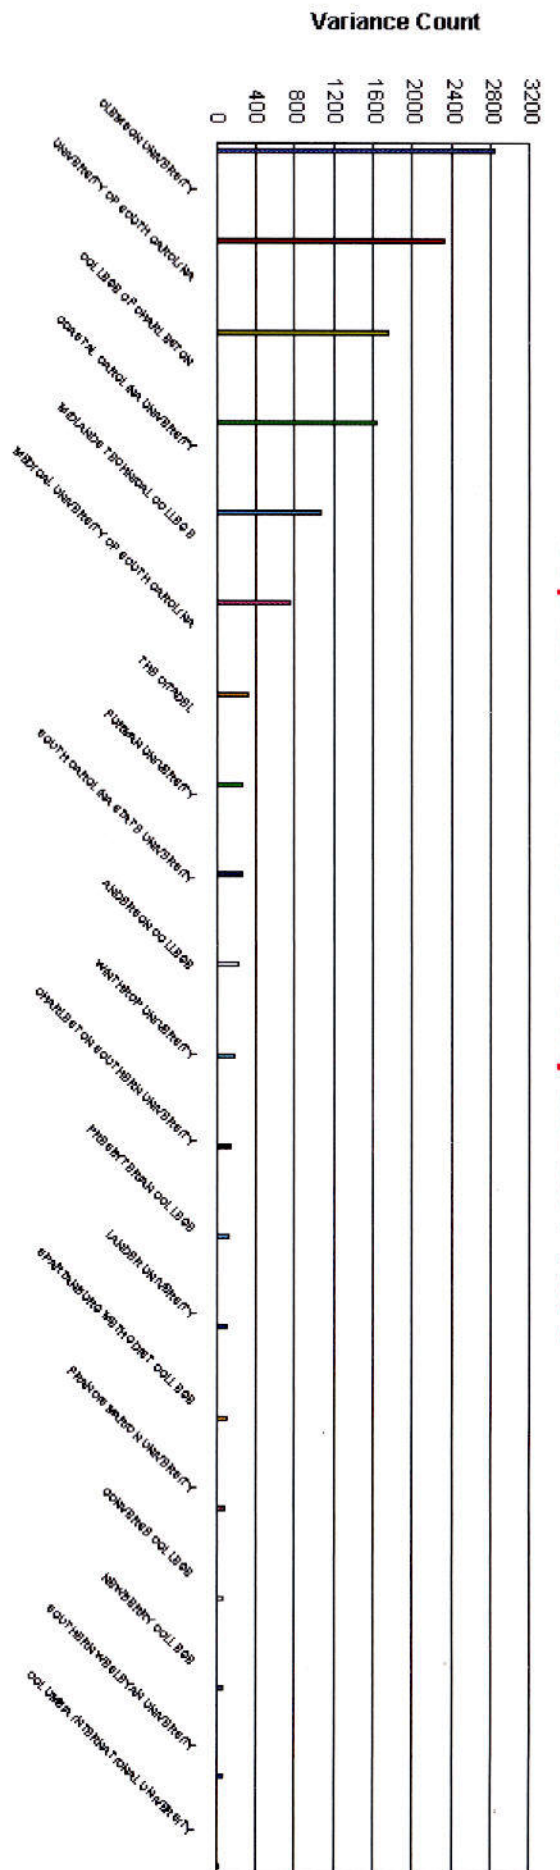 Variance Count
3200
2800
2400
2000
1600
1200
800
400
0
CLEMSON UNIVERSITY
UNIVERSITY OF SOUTH CAROLINA
COLLEGE OF CHARLESTON
COASTAL CAROLINA UNIVERSITY
MIDLANDS TECHNICAL COLLEGE
MEDICAL UNIVERSITY OF SOUTH CAROLINA
THE CITADEL
FURMAN UNIVERSITY
SOUTH CAROLINA STATE UNIVERSITY
ANDERSON COLLEGE
WINTHROP UNIVERSITY
CHARLESTON SOUTHERN UNIVERSITY
PRESBYTERIAN COLLEGE
LANDER UNIVERSITY
SPARTANBURG METHODIST COLLEGE
FRANCIS MARION UNIVERSITY
CONVERSE COLLEGE
NEWBERRY COLLEGE
SOUTHERN WESLEYAN UNIVERSITY
COLUMBIA INTERNATIONAL UNIVERSITY